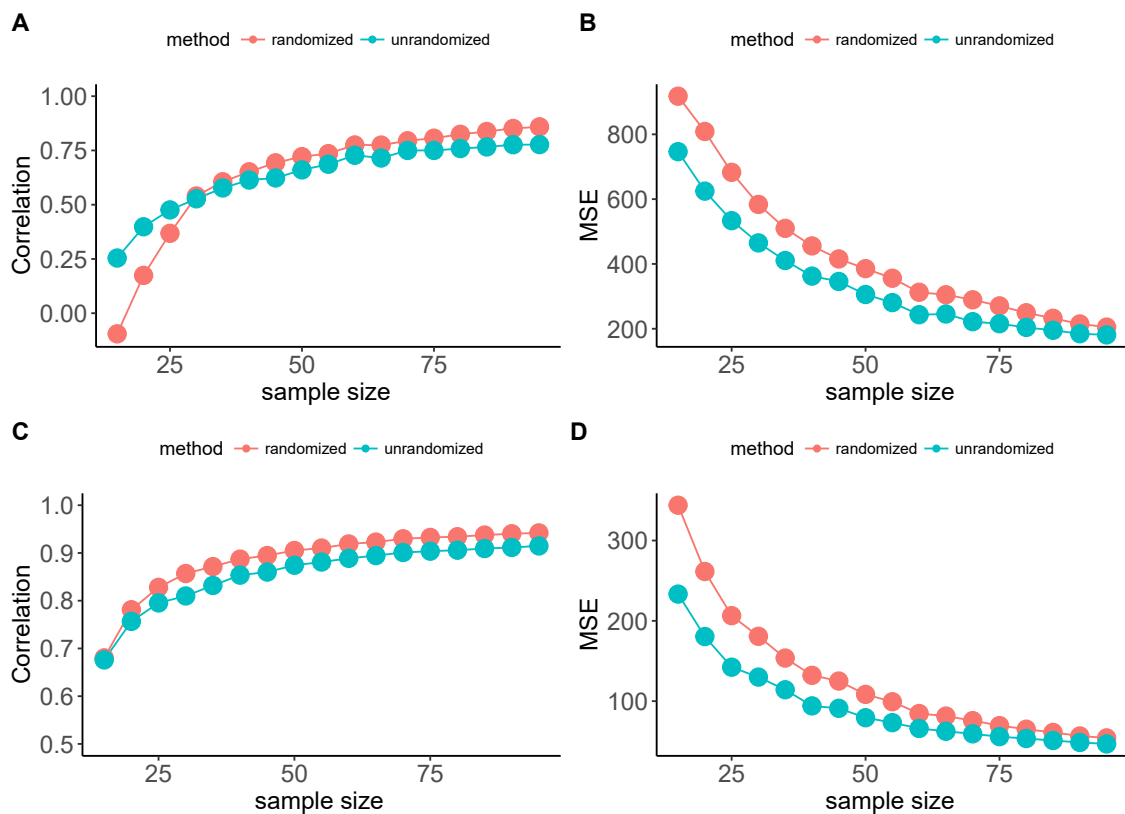 A
method randomized unrandomized
1.00
0.75
0.50
0.25
0.00
Correlation
25 50 75
sample size
B
method randomized unrandomized
800
600
400
200
MSE
25 50 75
sample size
C
method randomized unrandomized
1.0
0.9
0.8
0.7
0.6
0.5
Correlation
25 50 75
sample size
D
method randomized unrandomized
300
200
100
MSE
25 50 75
sample size